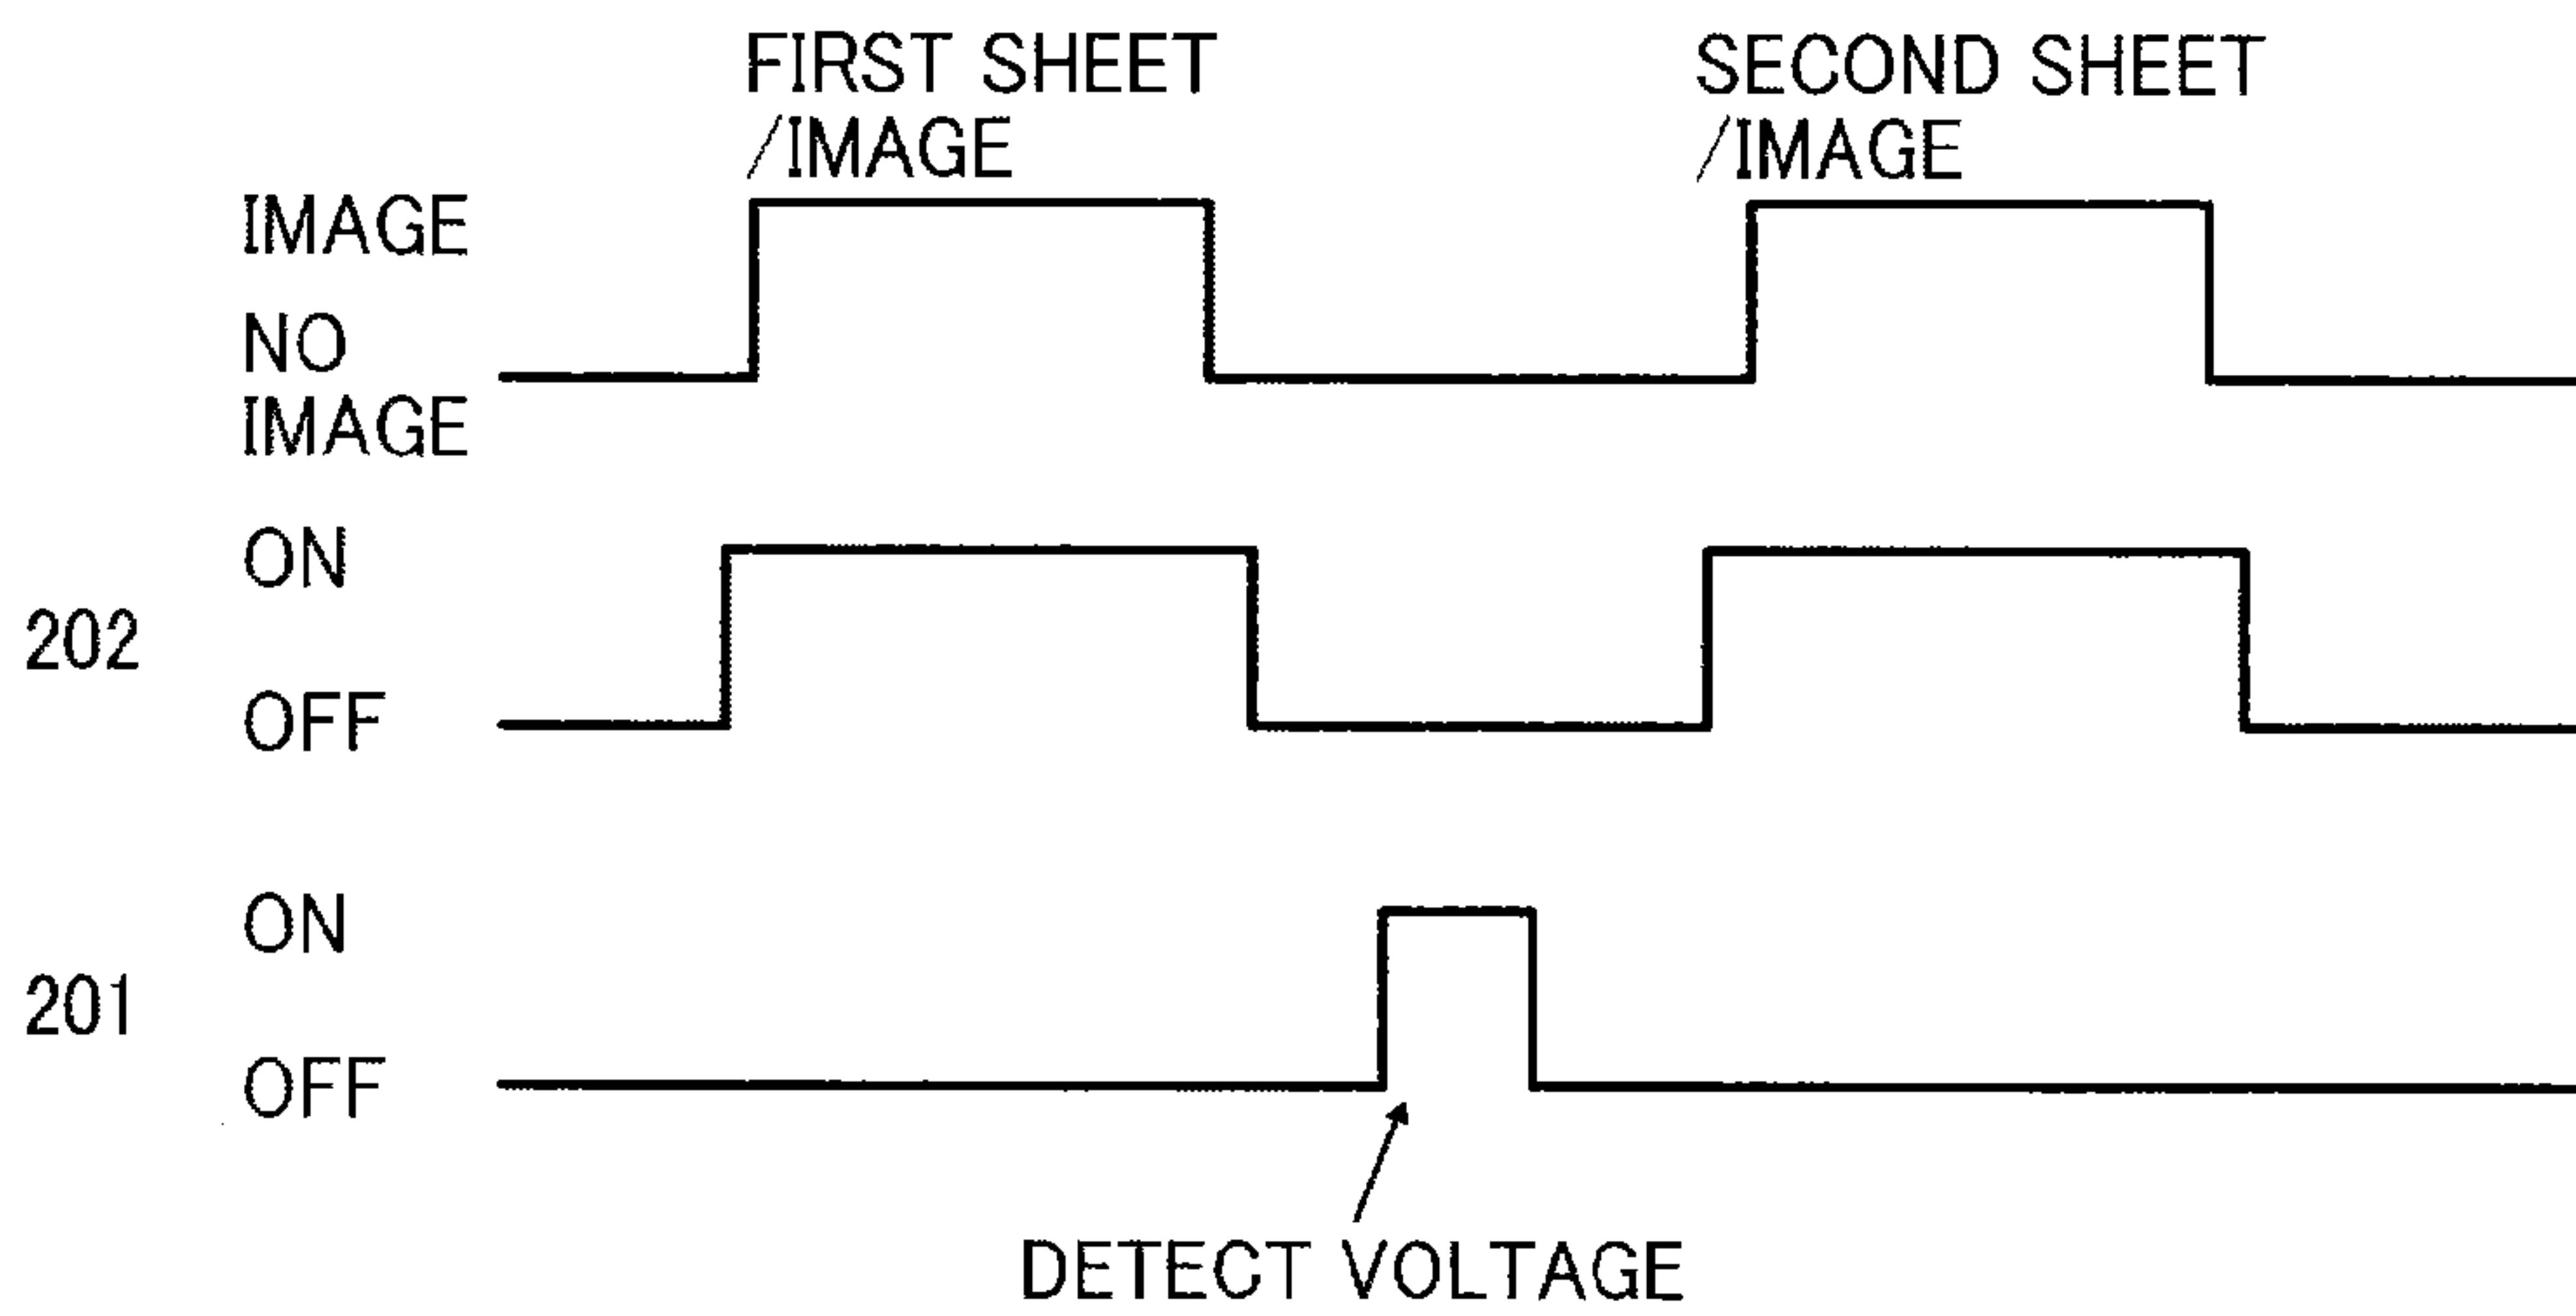 FIRST SHEET
/IMAGE
SECOND SHEET
/IMAGE
IMAGE
NO
IMAGE
ON
202
OFF
ON
201
OFF
DETECT VOLTAGE